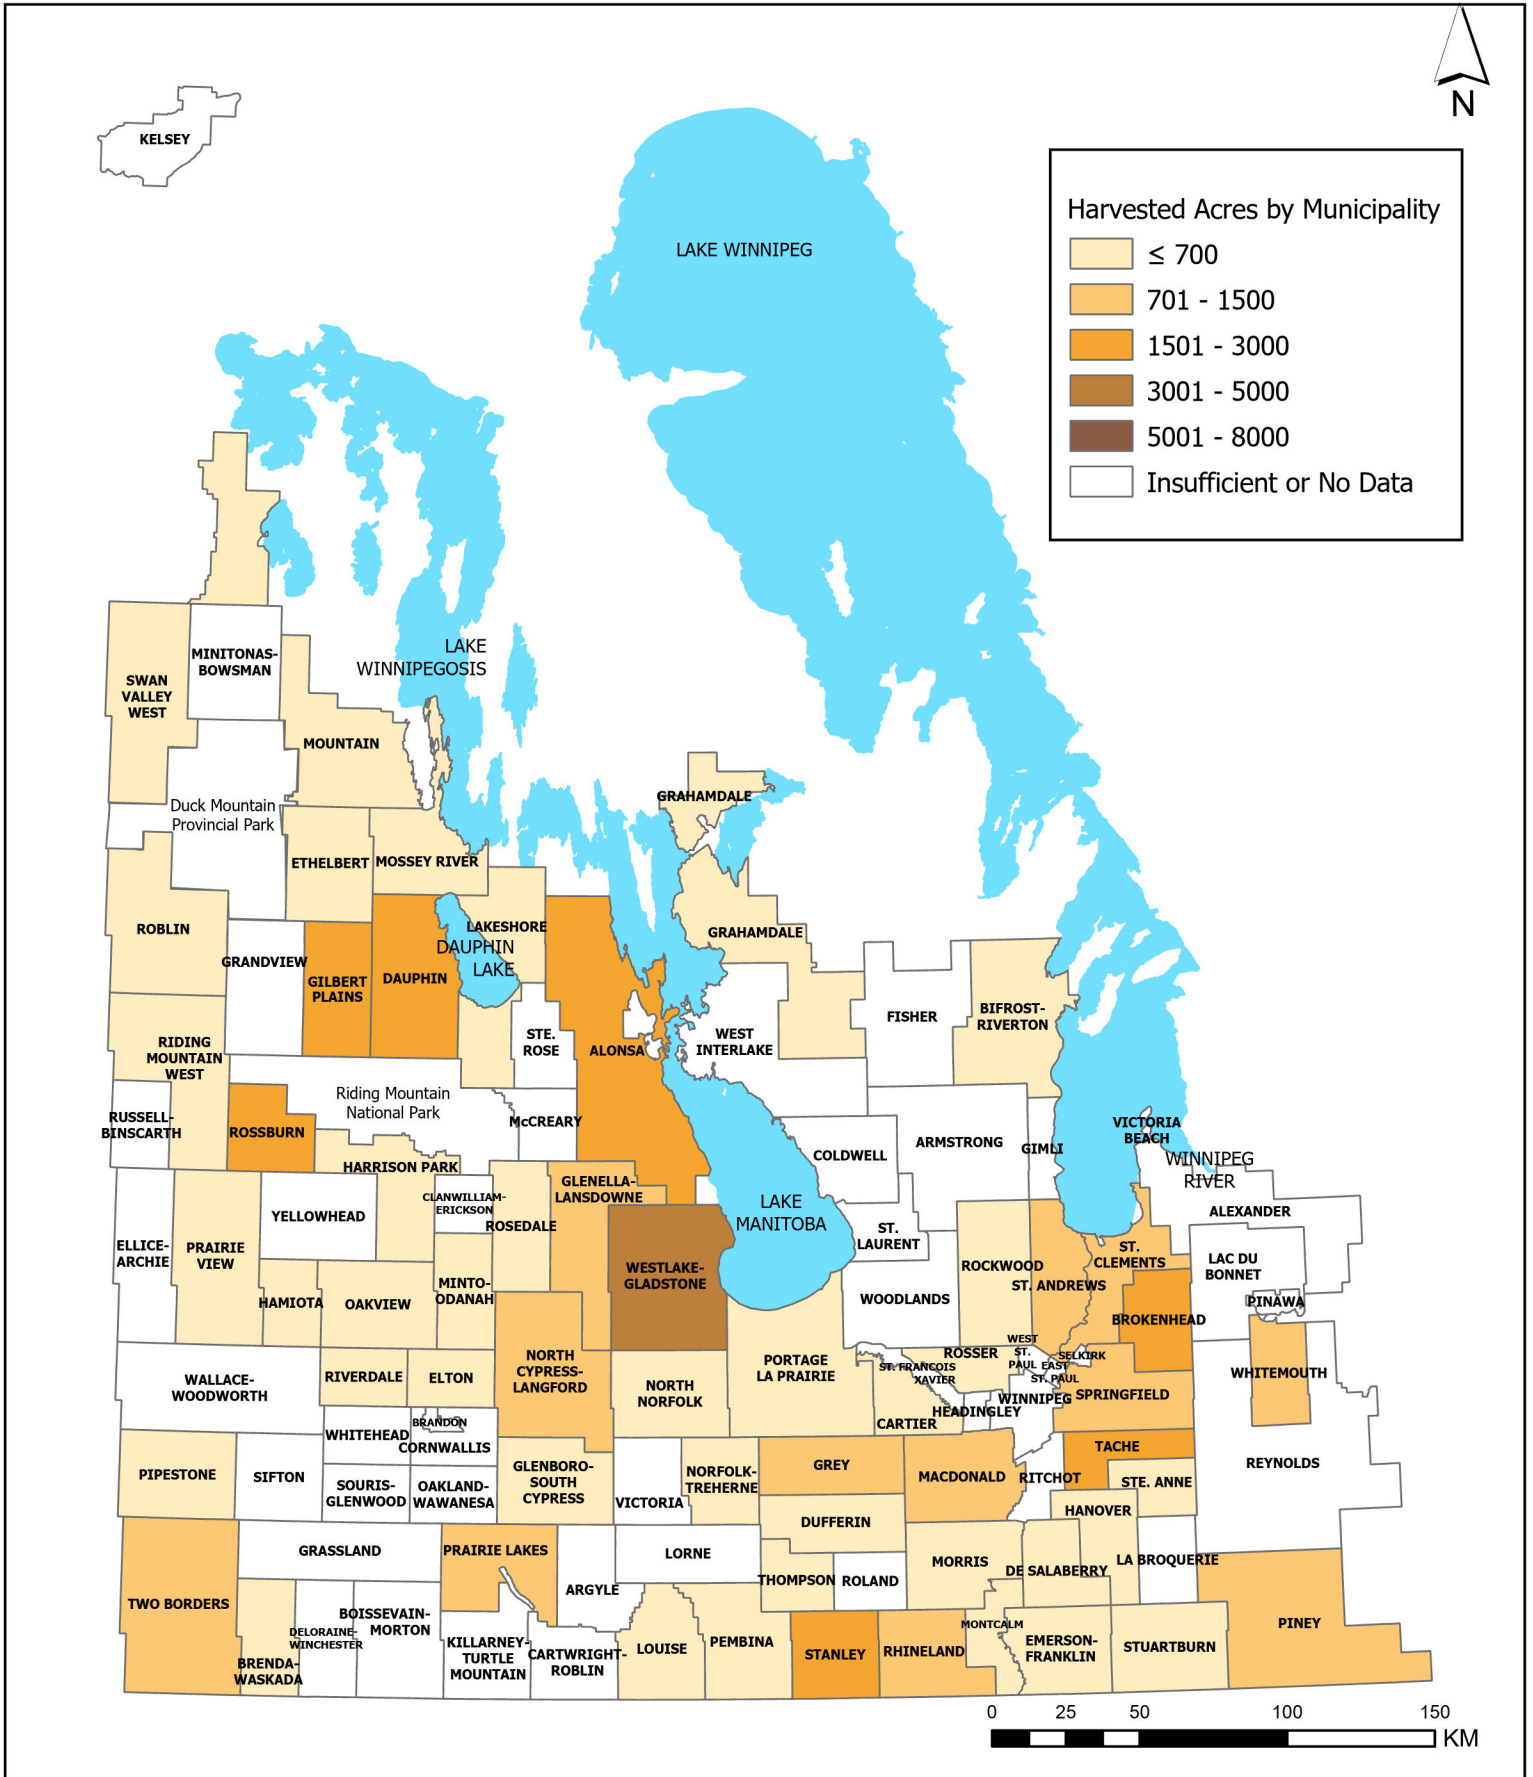 N
KELSEY
Harvested Acres by Municipality
≤ 700
701 - 1500
1501 - 3000
3001 - 5000
5001 - 8000
Insufficient or No Data
LAKE WINNIPEG
LAKE
WINNIPEGOSIS
MINITONAS-
BOWSMAN
SWAN
VALLEY
WEST
MOUNTAIN
Duck Mountain
Provincial Park
GRAHAMDALE
ETHELBERT
MOSSEY RIVER
ROBLIN
LAKESHORE
GRAHAMDALE
DAUPHIN
LAKE
GRANDVIEW
GILBERT
PLAINS
DAUPHIN
FISHER
BIFROST-
RIVERTON
STE.
ROSE
ALONSA
WEST
INTERLAKE
RIDING
MOUNTAIN
WEST
Riding Mountain
National Park
RUSSELL-
BINSCARTH
ROSSBURN
McCREARY
VICTORIA
BEACH
ARMSTRONG
GIMLI
COLDWELL
WINNIPEG
RIVER
HARRISON PARK
GLENELLA-
LANSDOWNE
CLANWILLIAM-
ERICKSON
ROSEDALE
YELLOWHEAD
LAKE
MANITOBA
ALEXANDER
ELLICE-
ARCHIE
PRAIRIE
VIEW
ST.
LAURENT
ST.
CLEMENTS
LAC DU
BONNET
WESTLAKE-
GLADSTONE
ROCKWOOD
ST. ANDREWS
HAMIOTA
OAKVIEW
MINTO-
ODANAH
WOODLANDS
PINAWA
BROKENHEAD
NORTH
CYPRESS-
LANGFORD
PORTAGE
LA PRAIRIE
ROSSER
WEST
ST.
PAUL
EAST
ST. PAUL
SELKIRK
ST. FRANCOIS
XAVIER
WHITEMOUTH
WALLACE-
WOODWORTH
RIVERDALE
ELTON
NORTH
NORFOLK
WINNIPEG
SPRINGFIELD
HEADINGLEY
CARTIER
BRANDON
WHITEHEAD
CORNWALLIS
TACHE
PIPESTONE
SIFTON
GLENBORO-
SOUTH
CYPRESS
GREY
MACDONALD
RITCHOT
REYNOLDS
SOURIS-
GLENWOOD
OAKLAND-
WAWANESA
VICTORIA
NORFOLK-
TREHERNE
STE. ANNE
HANOVER
DUFFERIN
GRASSLAND
PRAIRIE LAKES
LORNE
MORRIS
DE SALABERRY
LA BROQUERIE
THOMPSON
ROLAND
ARGYLE
TWO BORDERS
BOISSEVAIN-
MORTON
DELORAINE-
WINCHESTER
BRENDA-
WASKADA
KILLARNEY-
TURTLE
MOUNTAIN
CARTWRIGHT-
ROBLIN
LOUISE
PEMBINA
STANLEY
RHINELAND
MONTCALM
EMERSON-
FRANKLIN
STUARTBURN
PINEY
0 25 50 100 150
KM